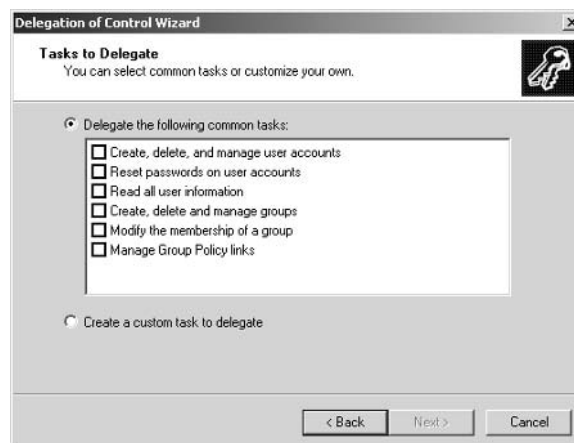 Delegation of Control Wizard
Tasks to Delegate
You can select common tasks or customize your own.
Delegate the following common tasks:
Create, delete, and manage user accounts
Reset passwords on user accounts
Read all user information
Create, delete and manage groups
Modify the membership of a group
Manage Group Policy links
Create a custom task to delegate
< Back Next > Cancel